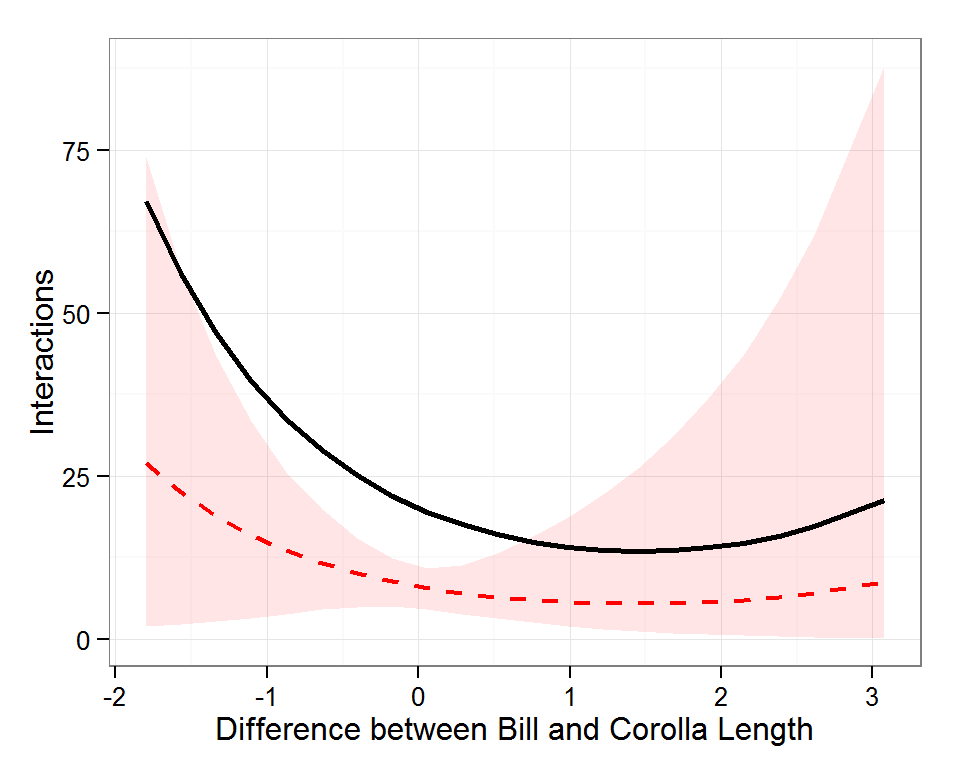 Interactions
75
50
25
0
-2 -1 0 1 2 3
Difference between Bill and Corolla Length